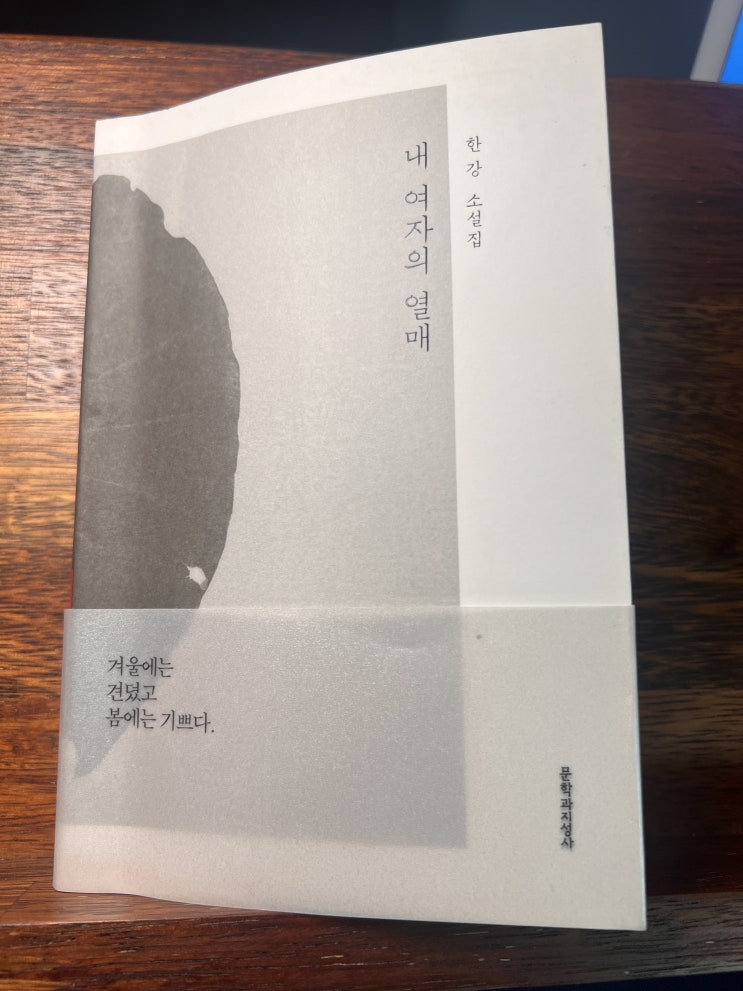 한강 소설집
내 여자의 열매
겨울에는
견뎠고
봄에는 기쁘다.
문학과지성사